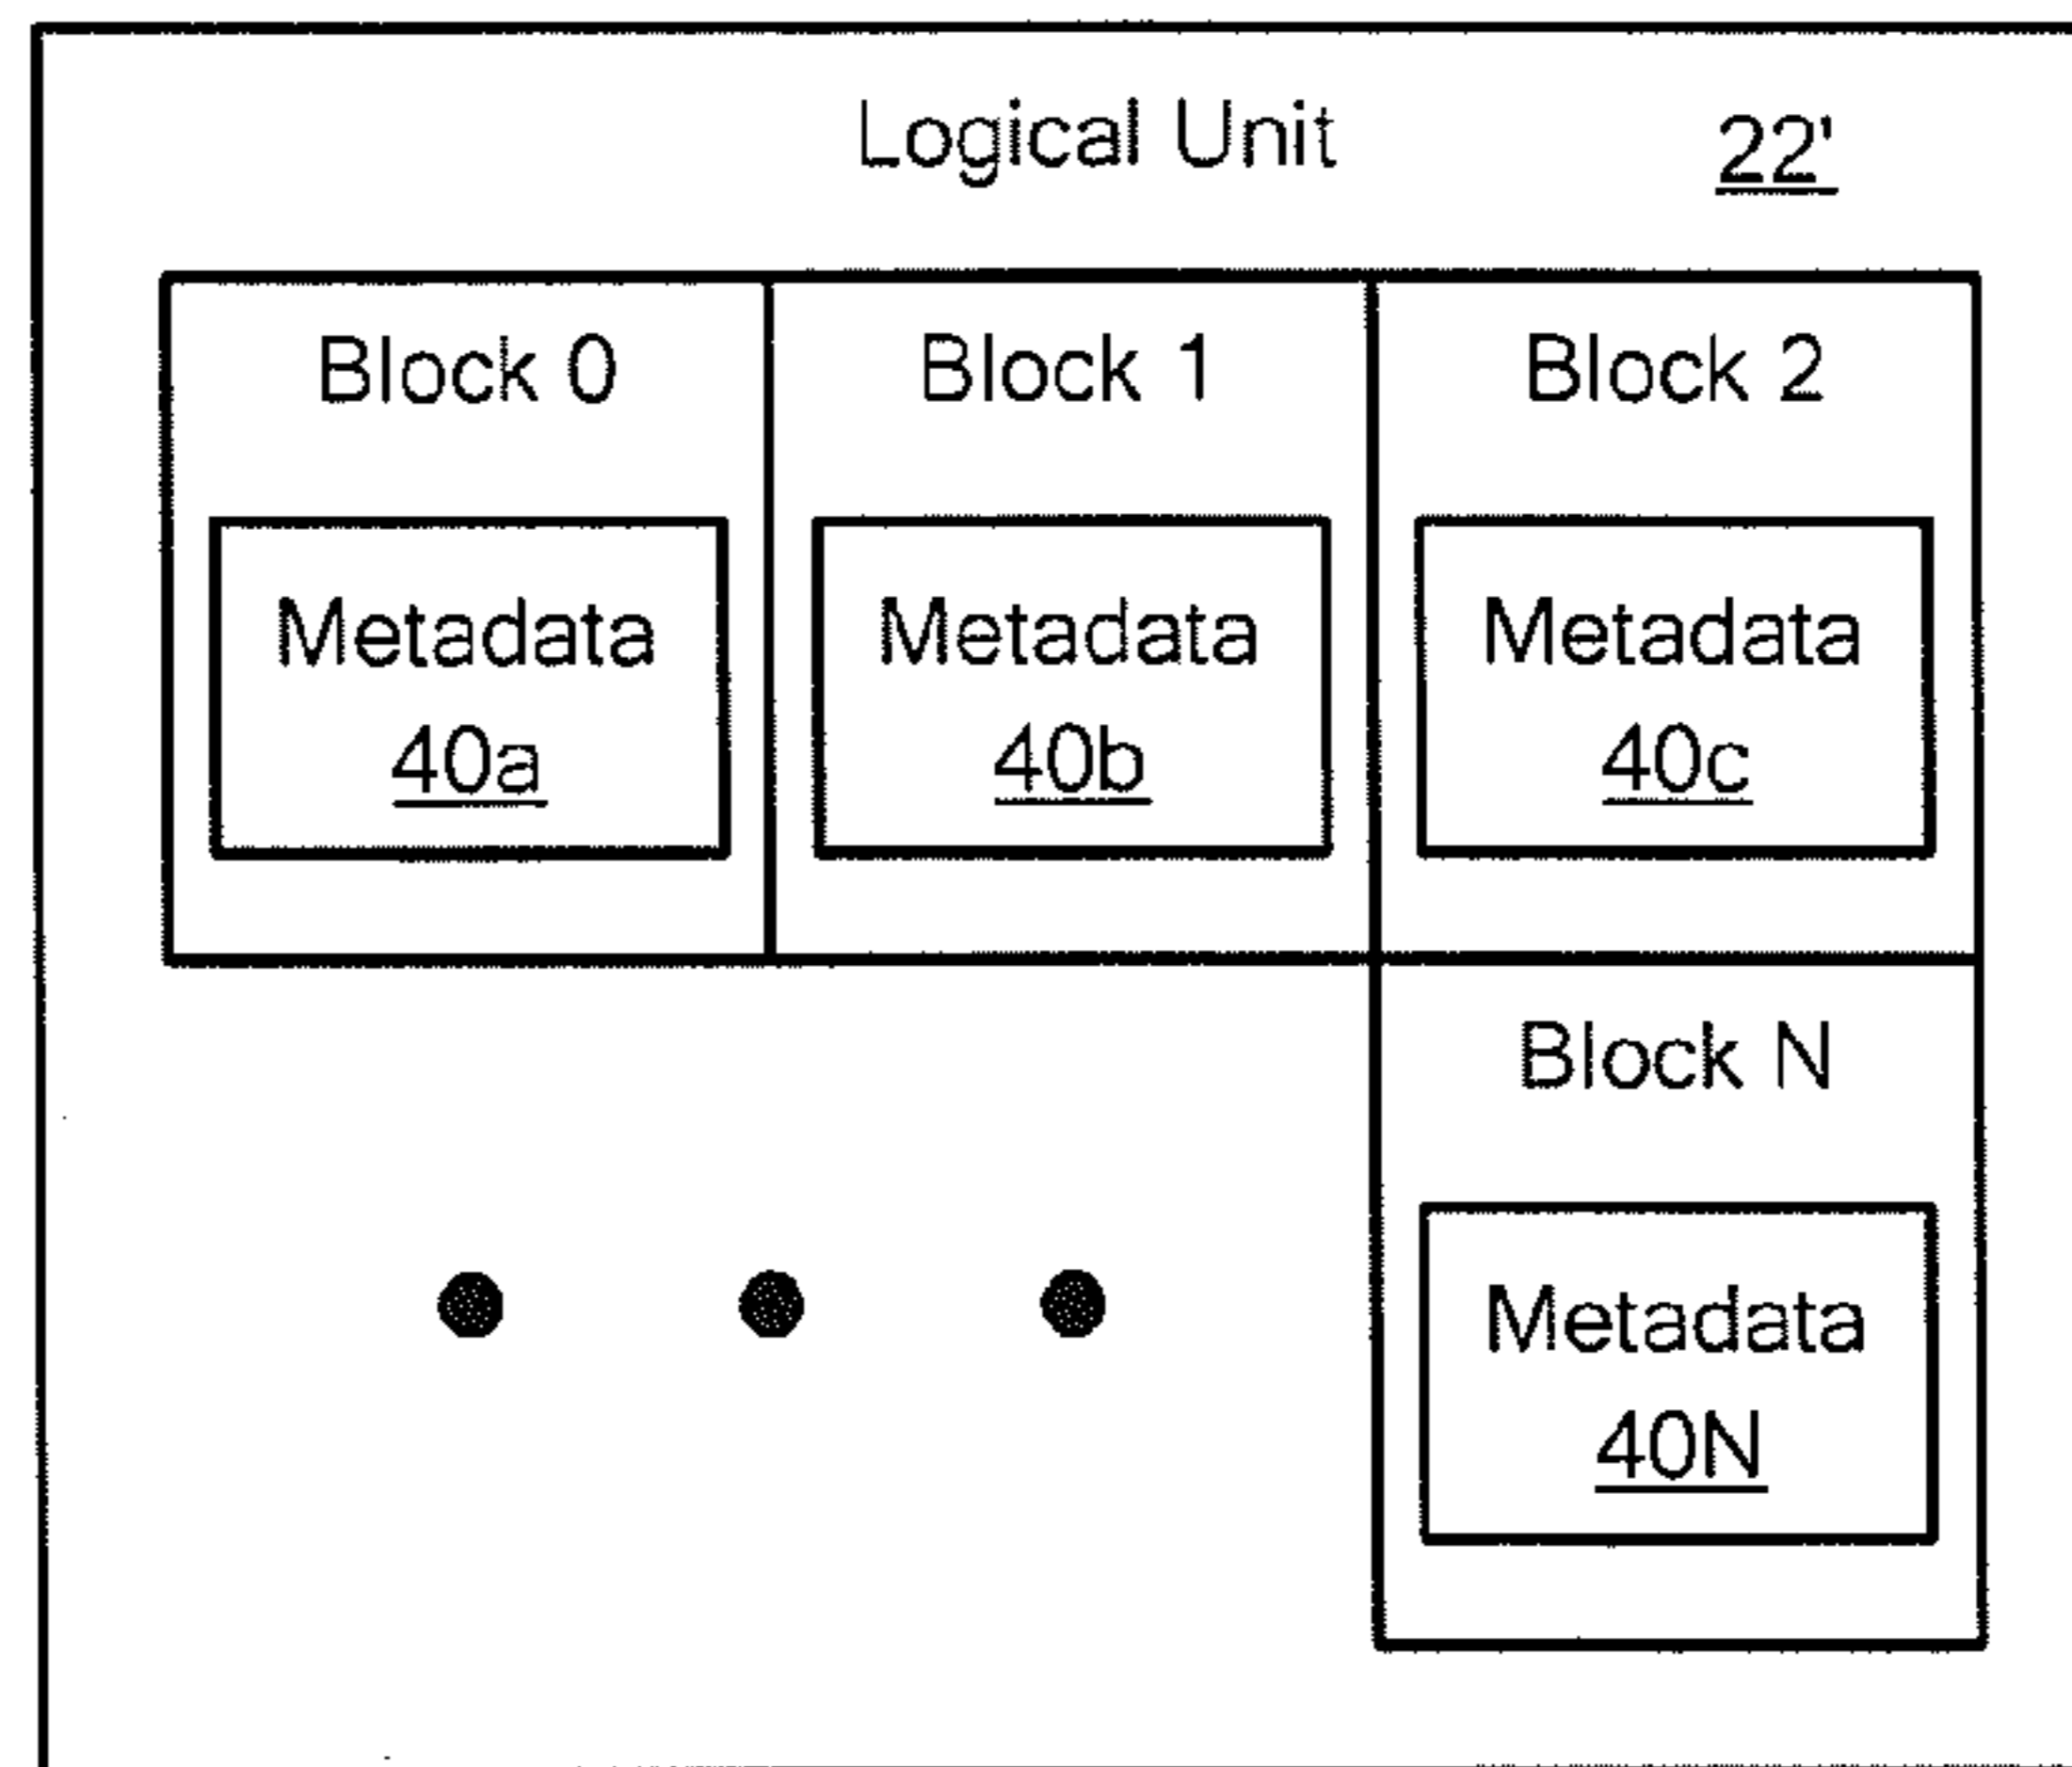 Logical Unit 22'
Block 0 Block 1 Block 2
Metadata Metadata Metadata
40a 40b 40c
Block N
Metadata
40N